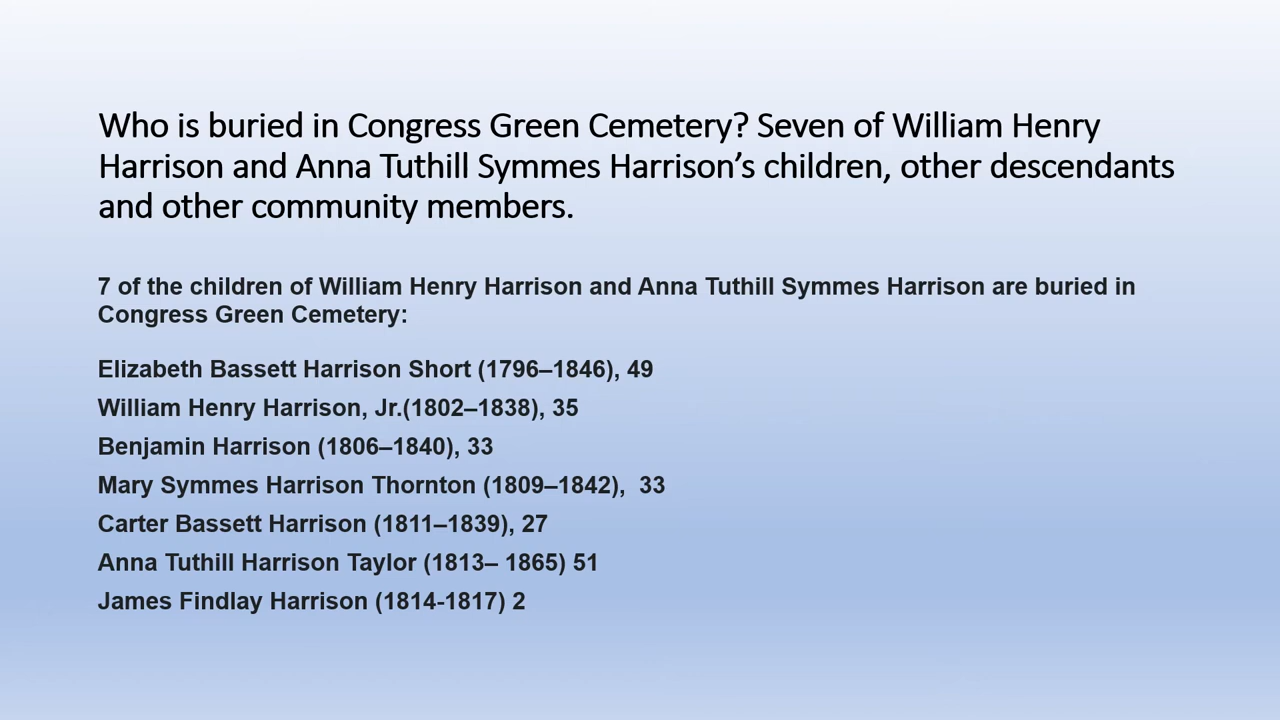 Who is buried in Congress Green Cemetery? Seven of William Henry
Harrison and Anna Tuthill Symmes Harrison’s children, other descendants
and other community members.
7 of the children of William Henry Harrison and Anna Tuthill Symmes Harrison are buried in
Congress Green Cemetery:
Elizabeth Bassett Harrison Short (1796–1846), 49
William Henry Harrison, Jr.(1802–1838), 35
Benjamin Harrison (1806–1840), 33
Mary Symmes Harrison Thornton (1809–1842),  33
Carter Bassett Harrison (1811–1839), 27
Anna Tuthill Harrison Taylor (1813– 1865) 51
James Findlay Harrison (1814-1817) 2